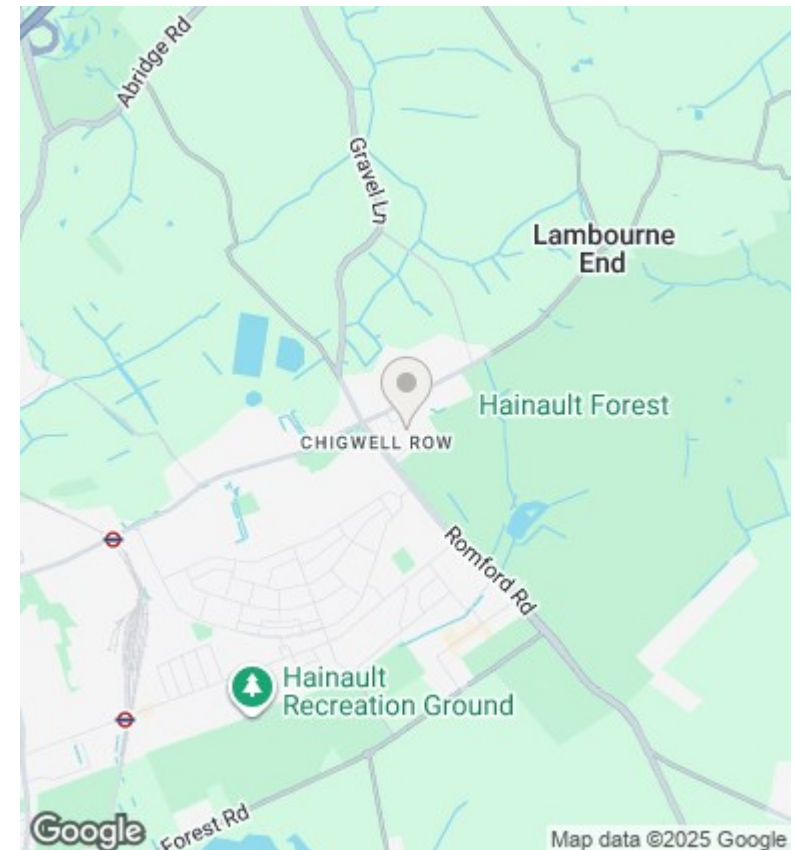 Abridge Rd
Gravel Ln
Lambourne
End
Hainault Forest
CHIGWELL ROW
Romford Rd
Hainault
Recreation Ground
Forest Rd
Google
Map data ©2025 Google